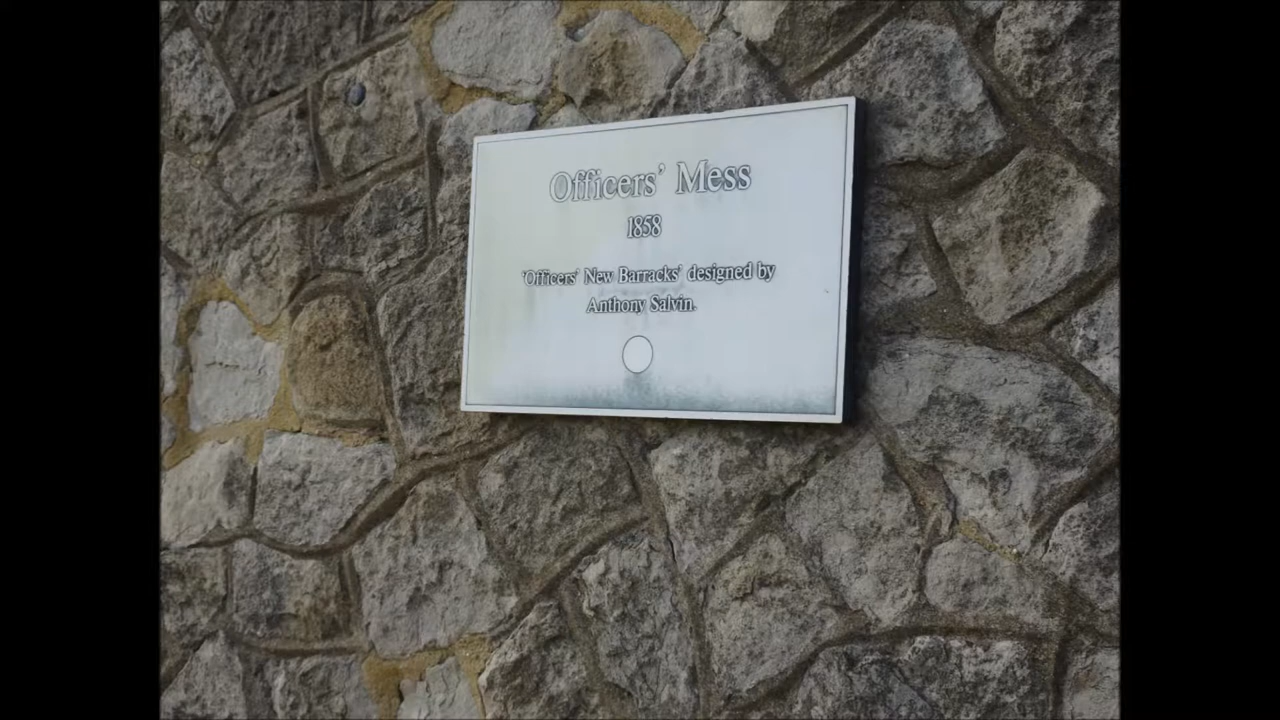 Officers’ Mess
1858
'Officers' New Barracks' designed by
Anthony Salvin.